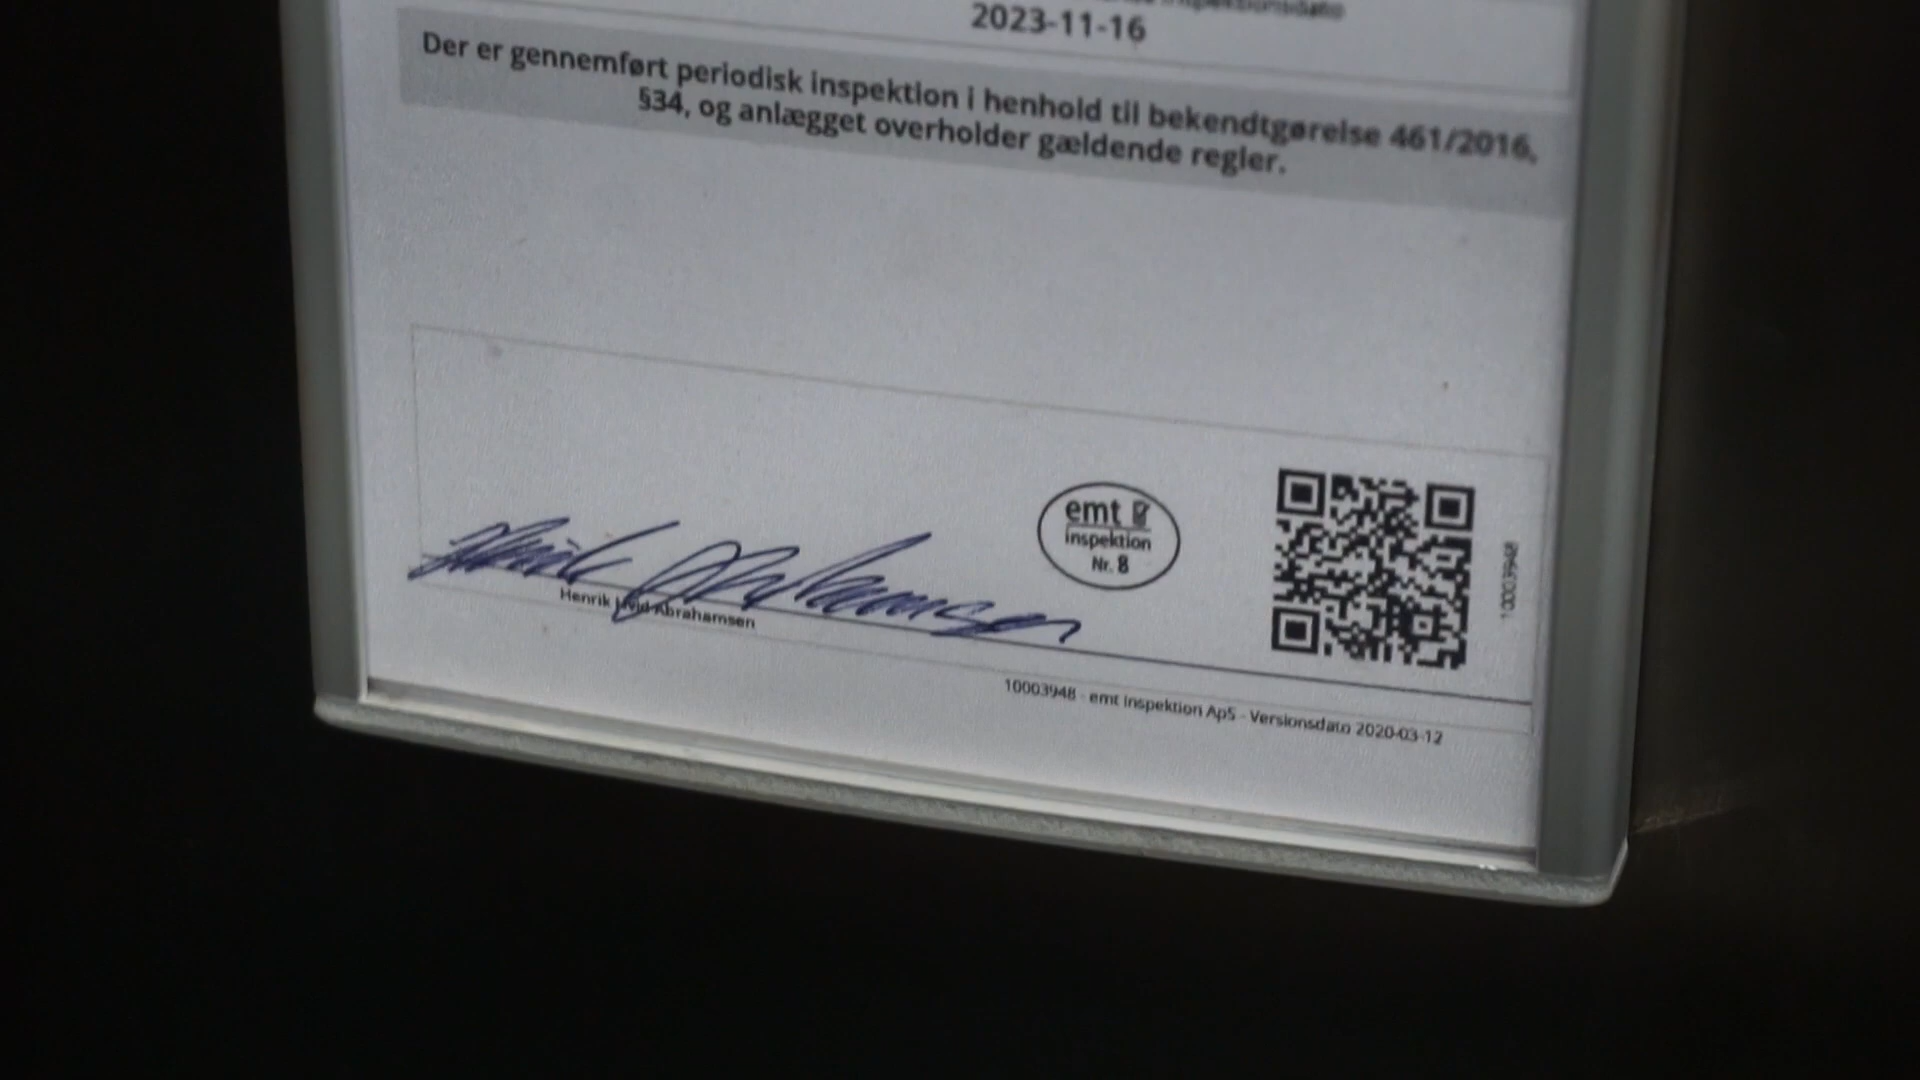 2023-11-16
Der er gennemført periodisk inspektion i henhold til bekendtgørelse 461/2016,
§34, og anlægget overholder gældende regler.
emt
inspektion
Nr. 8
10003948
Henrik Hvid Abrahamsen
10003948 - emt inspektion ApS - Versionsdato 2020-03-12